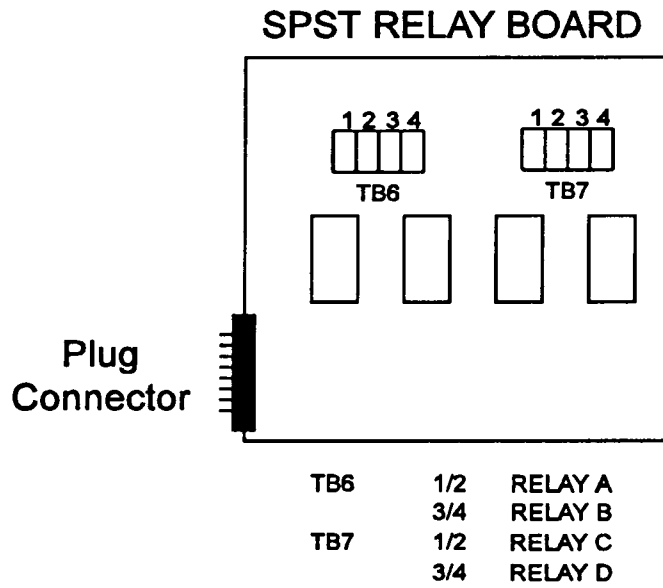 SPST RELAY BOARD
1 2 3 4 1 2 3 4
TB6 TB7
Plug
Connector
TB6 1/2 RELAY A
3/4 RELAY B
TB7 1/2 RELAY C
3/4 RELAY D